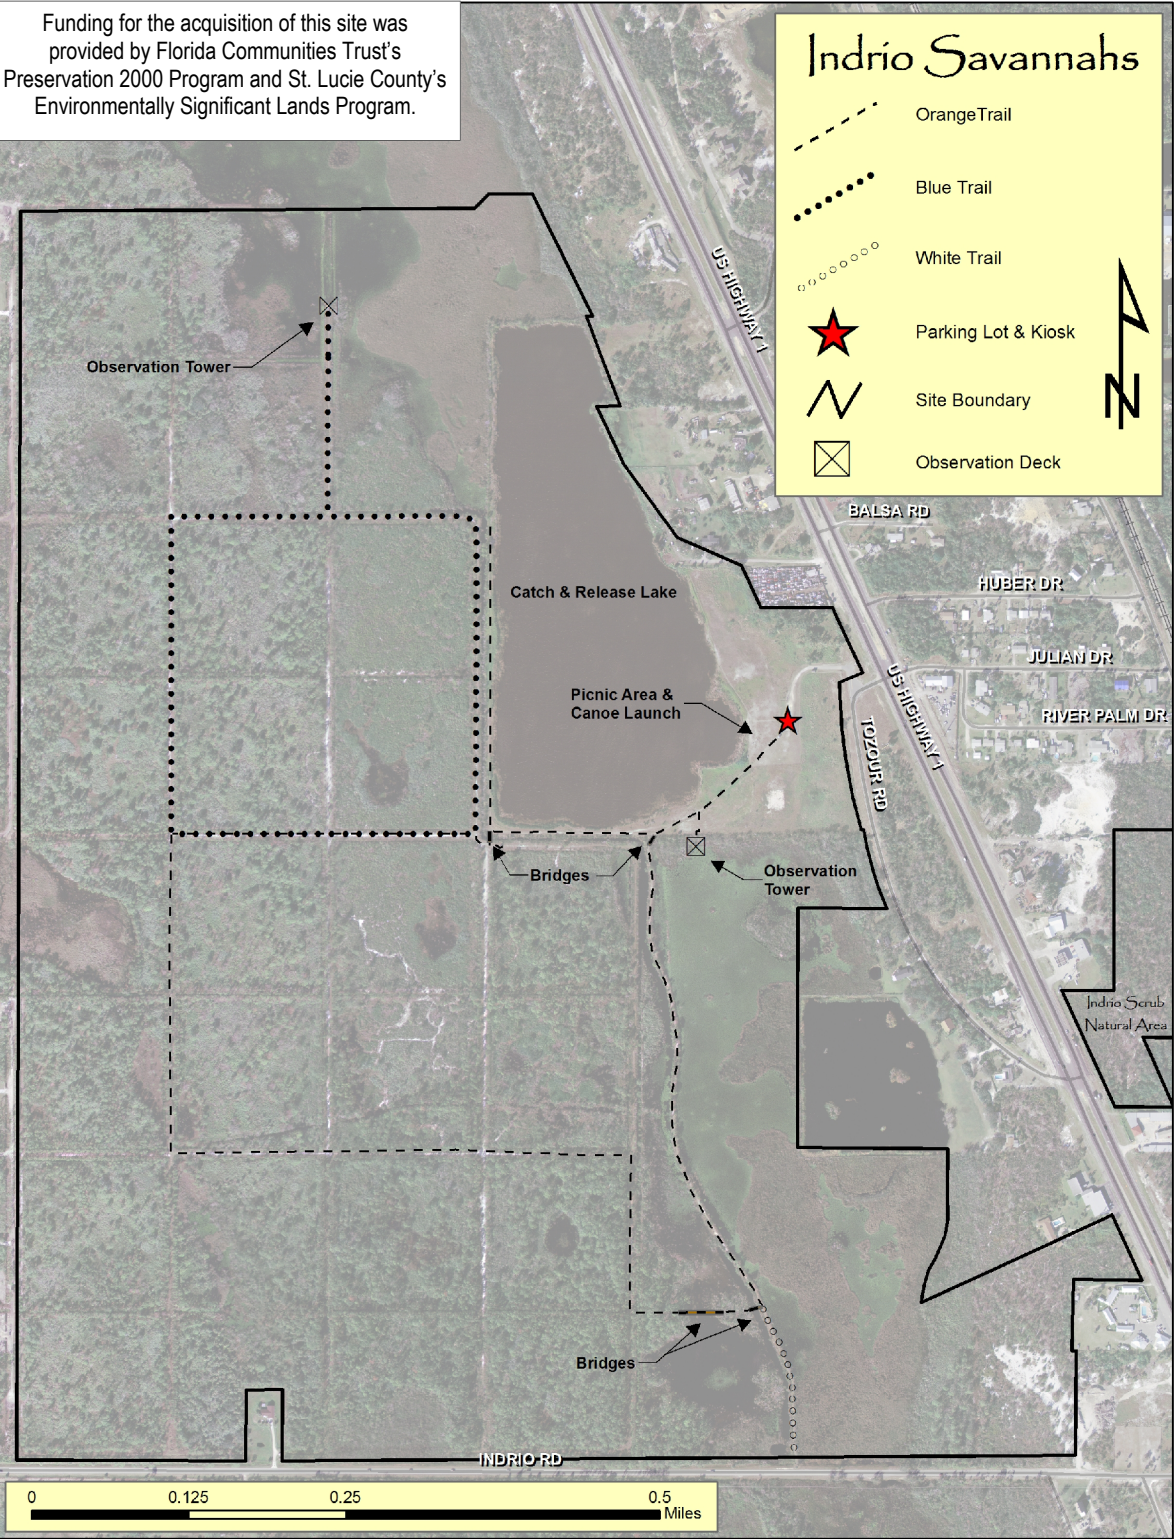 Funding for the acquisition of this site was
provided by Florida Communities Trust's
Preservation 2000 Program and St. Lucie County's
Environmentally Significant Lands Program.
Indrio Savannahs
OrangeTrail
Blue Trail
White Trail
Parking Lot & Kiosk
Site Boundary
Observation Deck
N
US HIGHWAY 1
Observation Tower
BALSA RD
HUBER DR
Catch & Release Lake
JULIAN DR
Picnic Area &
Canoe Launch
US HIGHWAY 1
RIVER PALM DR
TOZOUR RD
Bridges
Observation
Tower
Indrio Scrub
Natural Area
Bridges
INDRIO RD
0 0.125 0.25 0.5
Miles